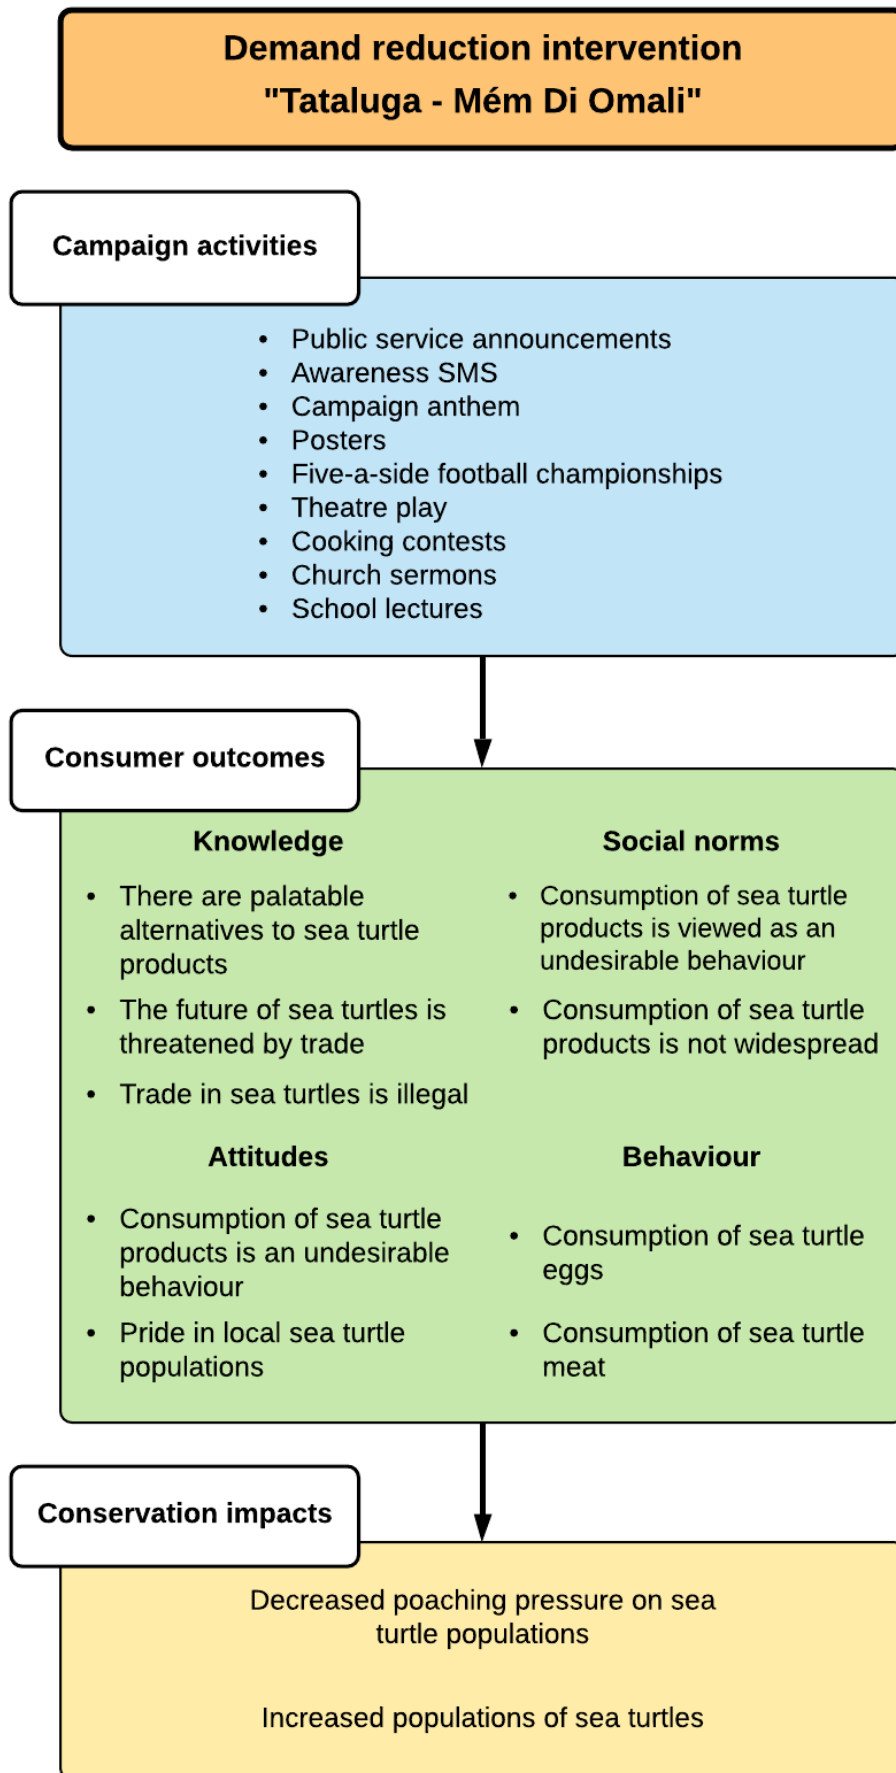 Demand reduction intervention
"Tataluga - Mém Di Omali"
Campaign activities
• Public service announcements
• Awareness SMS
• Campaign anthem
• Posters
• Five-a-side football championships
• Theatre play
• Cooking contests
• Church sermons
• School lectures
Consumer outcomes
Knowledge
• There are palatable
alternatives to sea turtle
products
• The future of sea turtles is
threatened by trade
• Trade in sea turtles is illegal
Social norms
• Consumption of sea turtle
products is viewed as an
undesirable behaviour
• Consumption of sea turtle
products is not widespread
Attitudes
• Consumption of sea turtle
products is an undesirable
behaviour
• Pride in local sea turtle
populations
Behaviour
• Consumption of sea turtle
eggs
• Consumption of sea turtle
meat
Conservation impacts
Decreased poaching pressure on sea
turtle populations
Increased populations of sea turtles